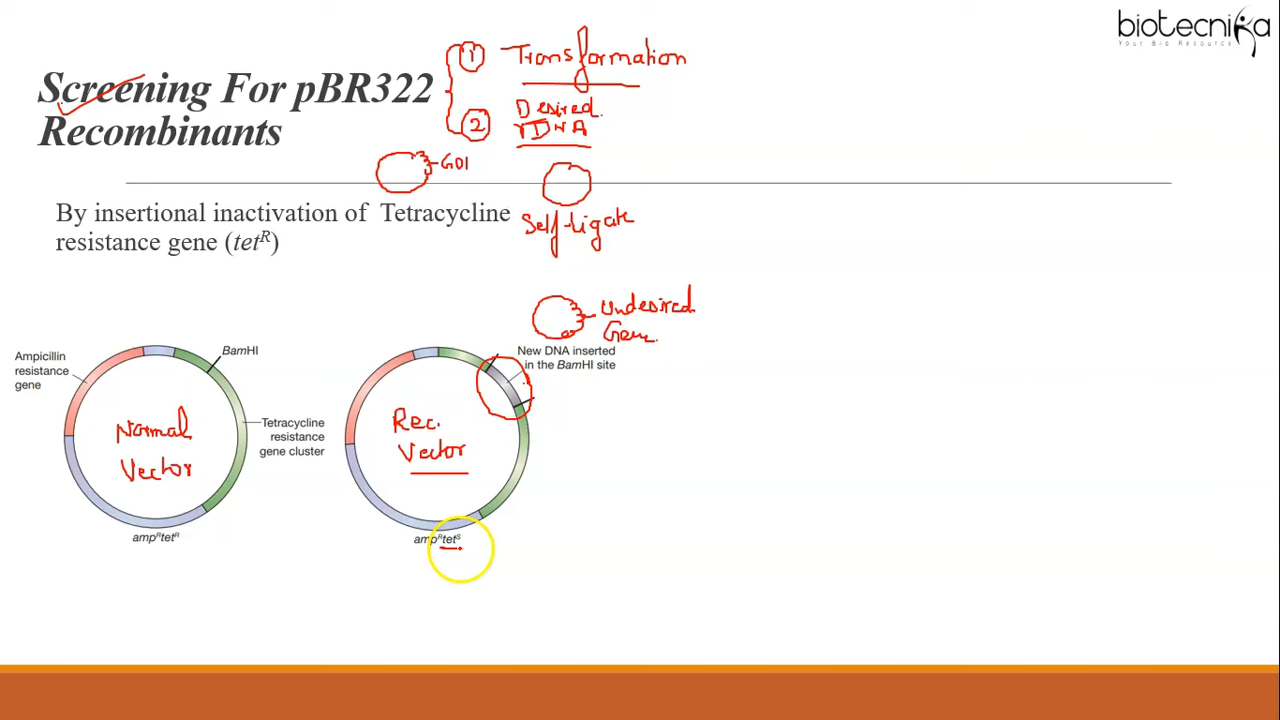 biotecnika
Your Bio Resource
Screening For pBR322
Recombinants
1 Transformation
2 Desired
rDNA
GOI
By insertional inactivation of Tetracycline
resistance gene (tetᴿ)
Self-ligate
Undesired
Gene
Ampicillin
resistance
gene
BamHI
Tetracycline
resistance
gene cluster
Normal
Vector
ampᴿtetᴿ
New DNA inserted
in the BamHI site
Rec.
Vector
ampᴿtetˢ